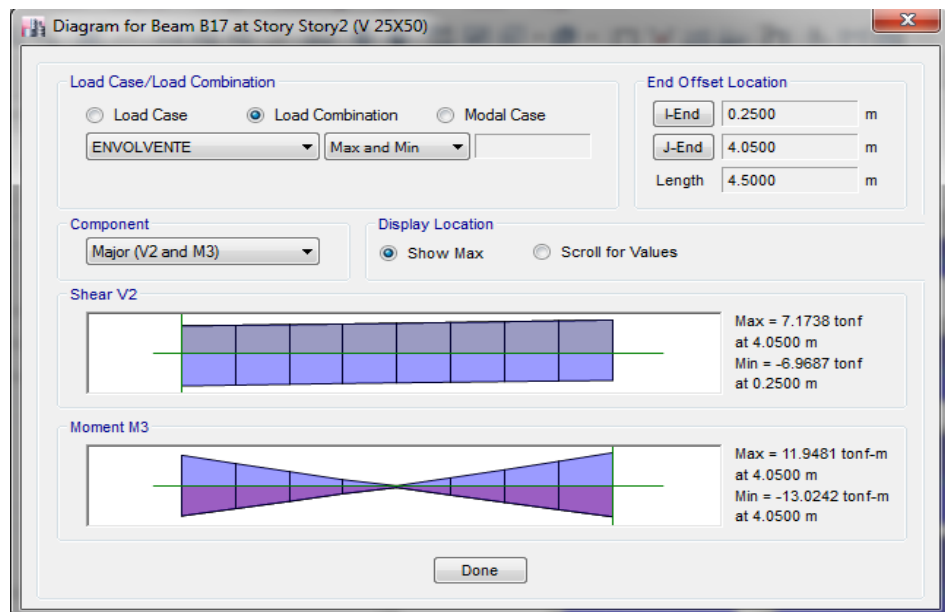 Diagram for Beam B17 at Story Story2 (V 25X50)
Load Case/Load Combination
Load Case Load Combination Modal Case
ENVOLVENTE Max and Min
End Offset Location
I-End 0.2500 m
J-End 4.0500 m
Length 4.5000 m
Component
Major (V2 and M3)
Display Location
Show Max Scroll for Values
Shear V2
Max = 7.1738 tonf
at 4.0500 m
Min = -6.9687 tonf
at 0.2500 m
Moment M3
Max = 11.9481 tonf-m
at 4.0500 m
Min = -13.0242 tonf-m
at 4.0500 m
Done